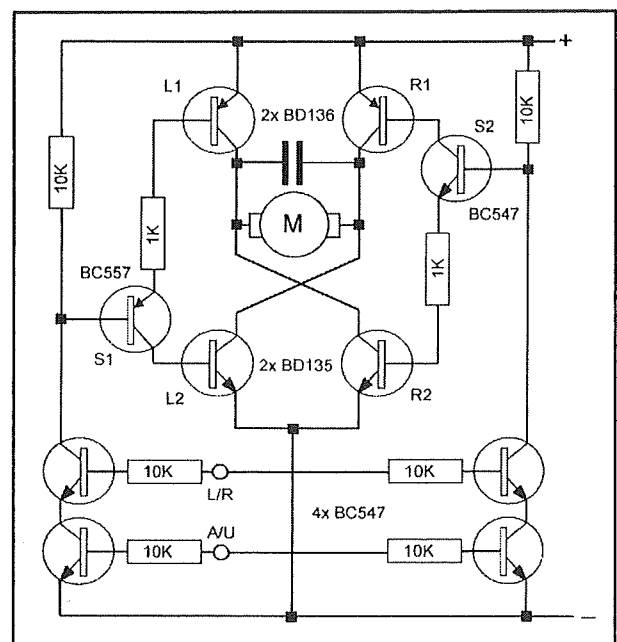 +
L1
R1
2x BD136
S2
10K
10K
BC547
M
1K
1K
BC557
S1
2x BD135
L2
R2
10K
10K
L/R
4x BC547
A/U
10K
10K
—